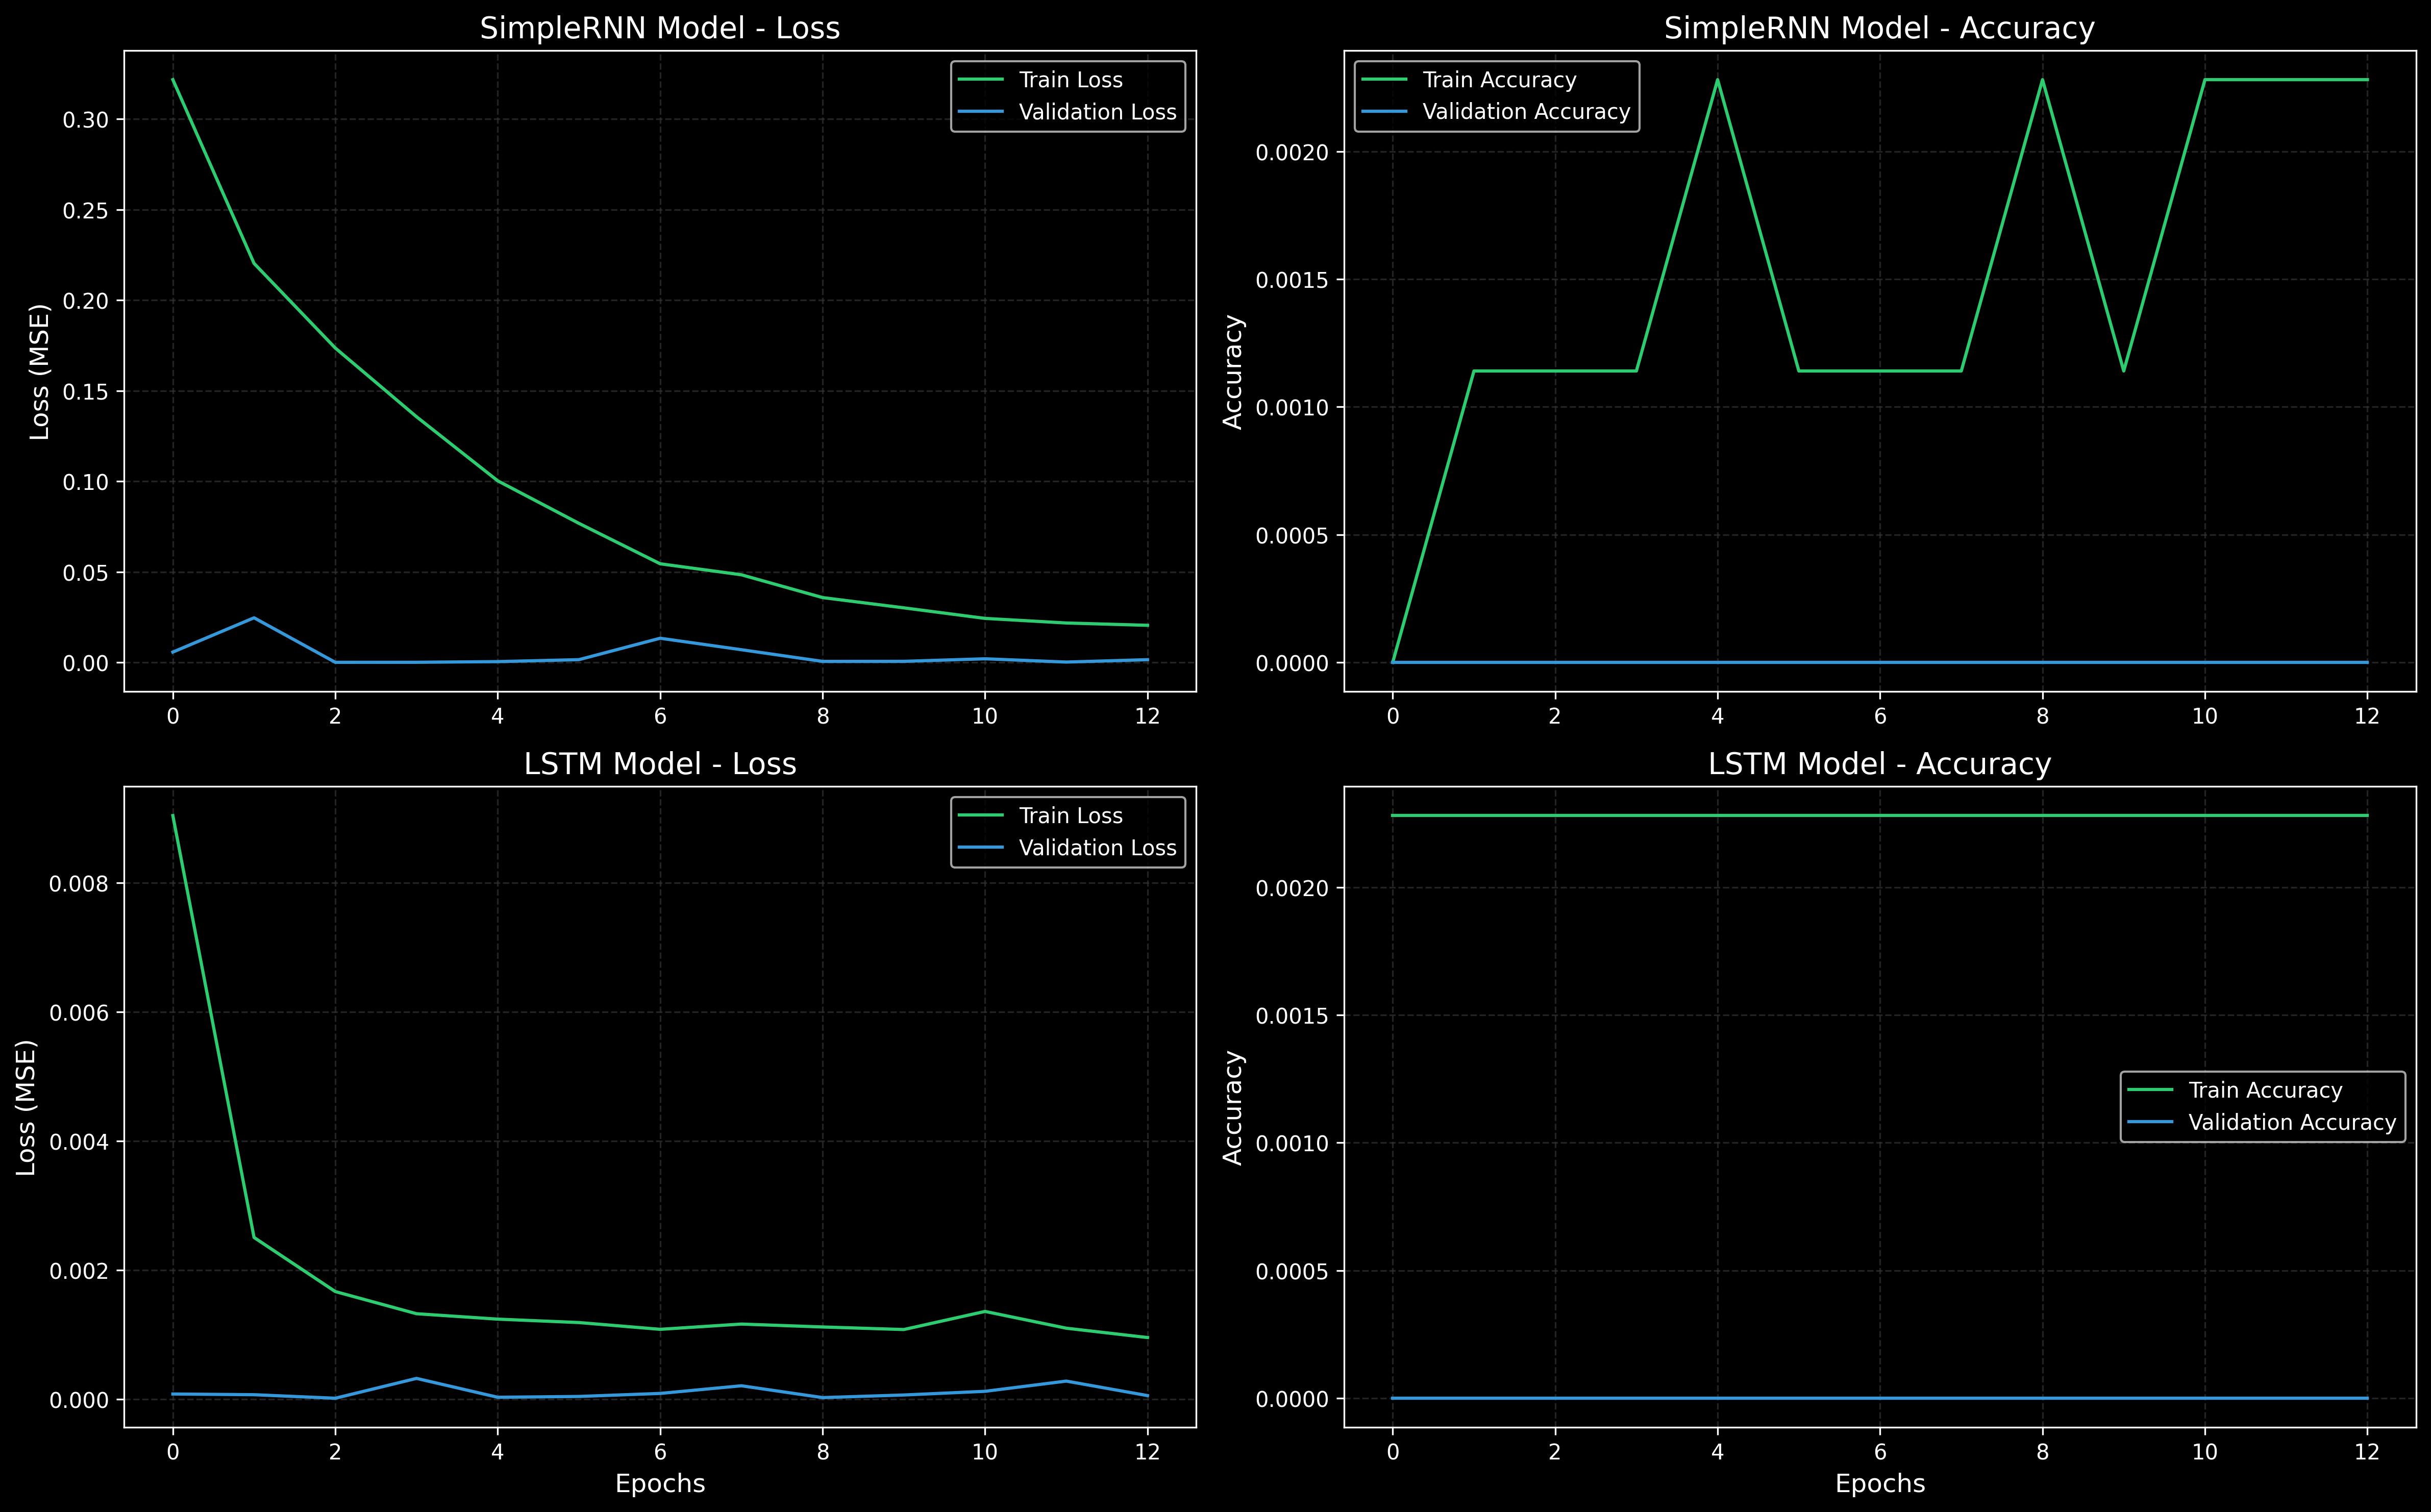 SimpleRNN Model - Loss
Loss (MSE)
0.30
0.25
0.20
0.15
0.10
0.05
0.00
0 2 4 6 8 10 12
Train Loss
Validation Loss
SimpleRNN Model - Accuracy
Accuracy
0.0020
0.0015
0.0010
0.0005
0.0000
0 2 4 6 8 10 12
Train Accuracy
Validation Accuracy
LSTM Model - Loss
Loss (MSE)
0.008
0.006
0.004
0.002
0.000
0 2 4 6 8 10 12
Epochs
Train Loss
Validation Loss
LSTM Model - Accuracy
Accuracy
0.0020
0.0015
0.0010
0.0005
0.0000
0 2 4 6 8 10 12
Epochs
Train Accuracy
Validation Accuracy